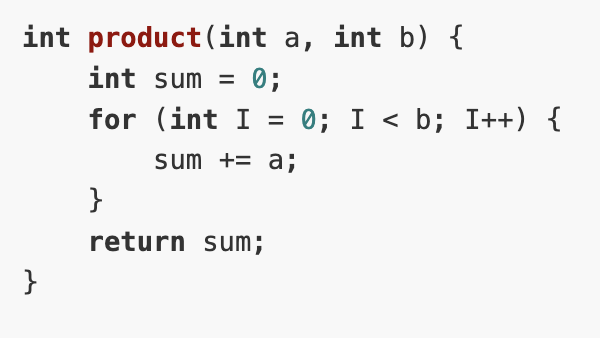 int product(int a, int b) {
    int sum = 0;
    for (int I = 0; I < b; I++) {
        sum += a;
    }
    return sum;
}